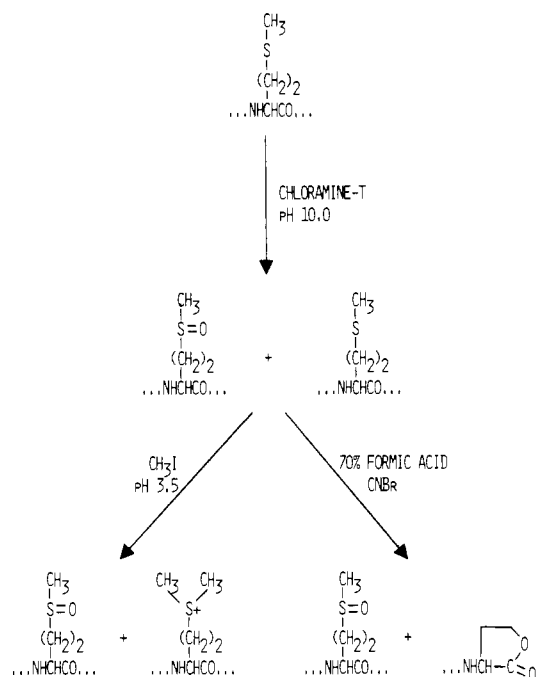 CH3
S
(CH2)2
...NHCHCO...
CHLORAMINE-T
pH 10.0
CH3 CH3
S=O S
(CH2)2 + (CH2)2
...NHCHCO... ...NHCHCO...
CH3I 70% FORMIC ACID
pH 3.5 CNBr
CH3 CH3 CH3 CH3
S=O S+ S=O
(CH2)2 + (CH2)2 (CH2)2 + O
...NHCHCO... ...NHCHCO... ...NHCHCO... ...NHCH-C=O